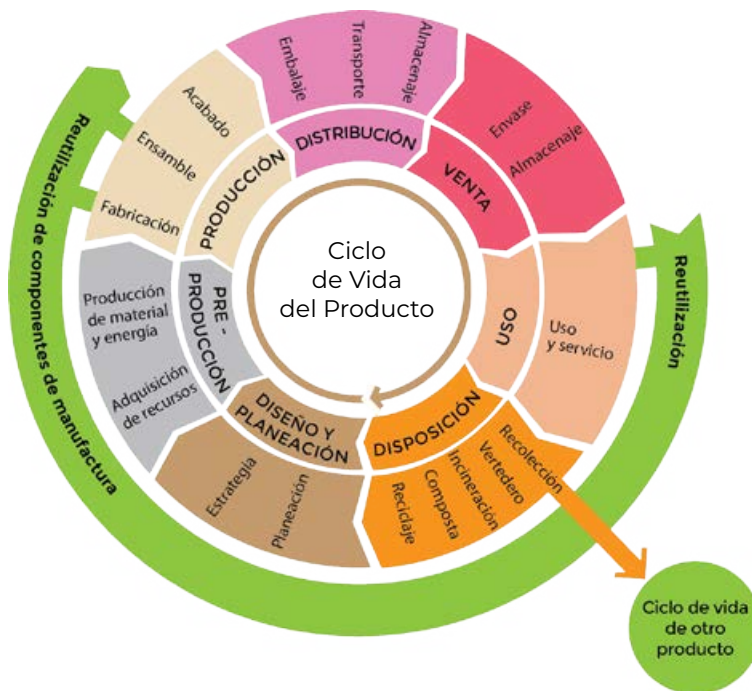 Ciclo
de Vida
del Producto
DISEÑO Y
PLANEACIÓN
Estrategia
Planeación
PRE -
PRODUCCIÓN
Producción
de material
y energía
Adquisición
de recursos
PRODUCCIÓN
Fabricación
Ensamble
Acabado
DISTRIBUCIÓN
Embalaje
Transporte
Almacenaje
VENTA
Envase
Almacenaje
USO
Uso
y servicio
DISPOSICIÓN
Recolección
Vertedero
Incineración
Composta
Reciclaje
Reutilización
Reutilización de componentes de manufactura
Ciclo de vida
de otro
producto